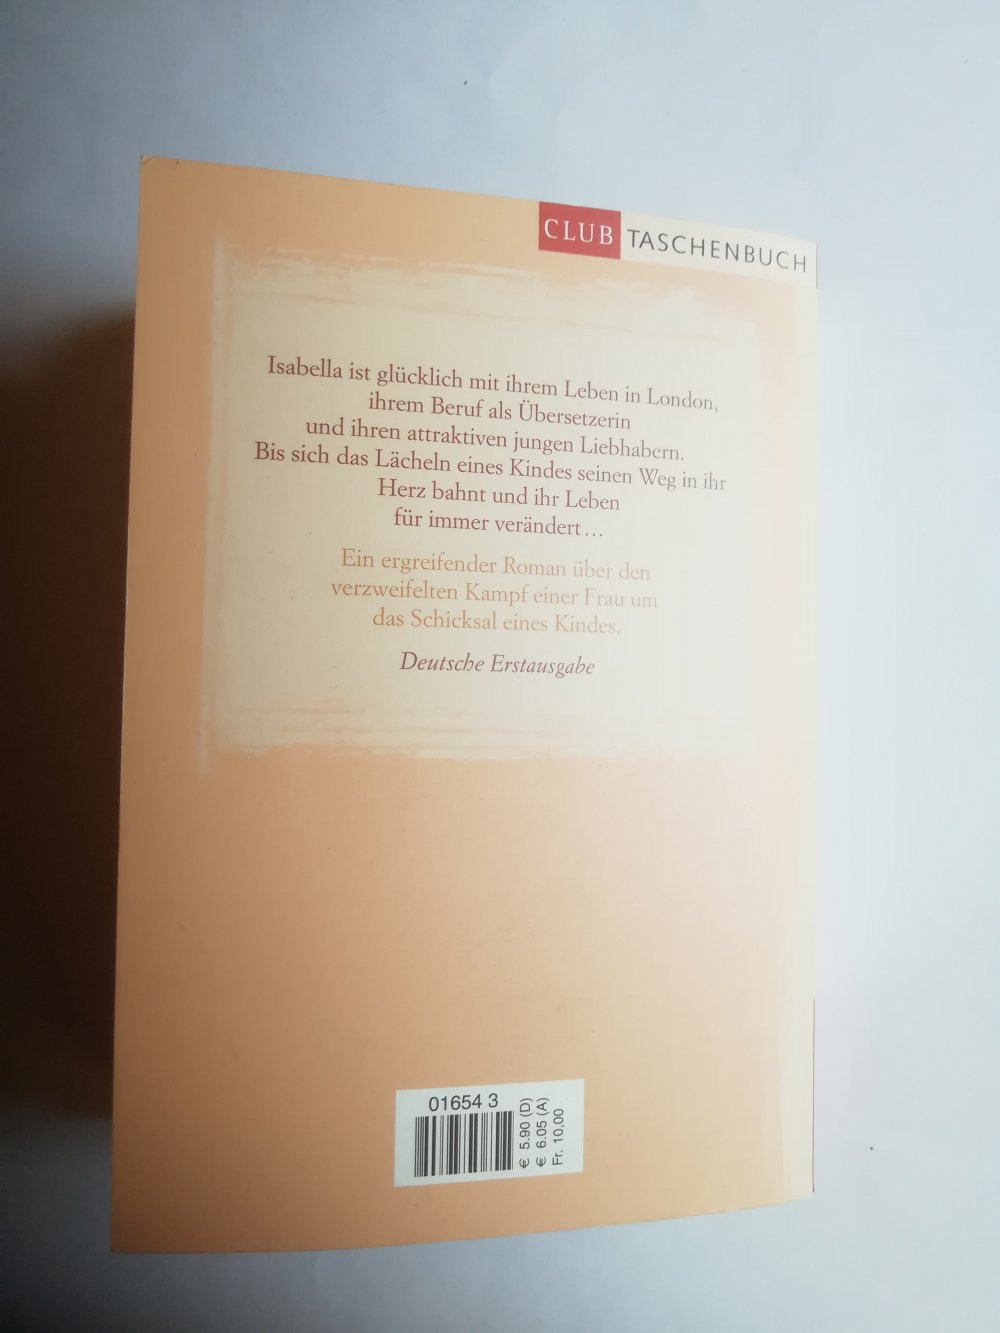 CLUB TASCHENBUCH
Isabella ist glücklich mit ihrem Leben in London,
ihrem Beruf als Übersetzerin
und ihren attraktiven jungen Liebhabern.
Bis sich das Lächeln eines Kindes seinen Weg in ihr
Herz bahnt und ihr Leben
für immer verändert ...
Ein ergreifender Roman über den
verzweifelten Kampf einer Frau um
das Schicksal eines Kindes.
Deutsche Erstausgabe
01654 3
€ 5.90 (D)
€ 6.05 (A)
Fr. 10,00